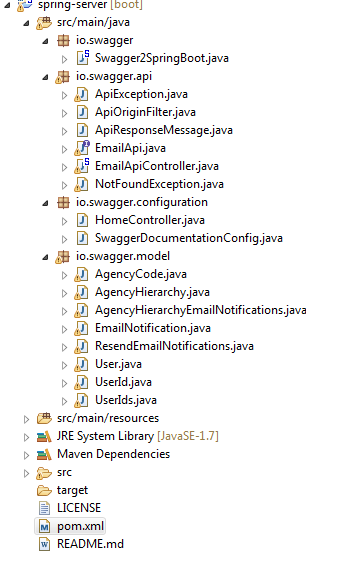 spring-server [boot]
src/main/java
io.swagger
Swagger2SpringBoot.java
io.swagger.api
ApiException.java
ApiOriginFilter.java
ApiResponseMessage.java
EmailApi.java
EmailApiController.java
NotFoundException.java
io.swagger.configuration
HomeController.java
SwaggerDocumentationConfig.java
io.swagger.model
AgencyCode.java
AgencyHierarchy.java
AgencyHierarchyEmailNotifications.java
EmailNotification.java
ResendEmailNotifications.java
User.java
UserId.java
UserIds.java
src/main/resources
JRE System Library [JavaSE-1.7]
Maven Dependencies
src
target
LICENSE
pom.xml
README.md